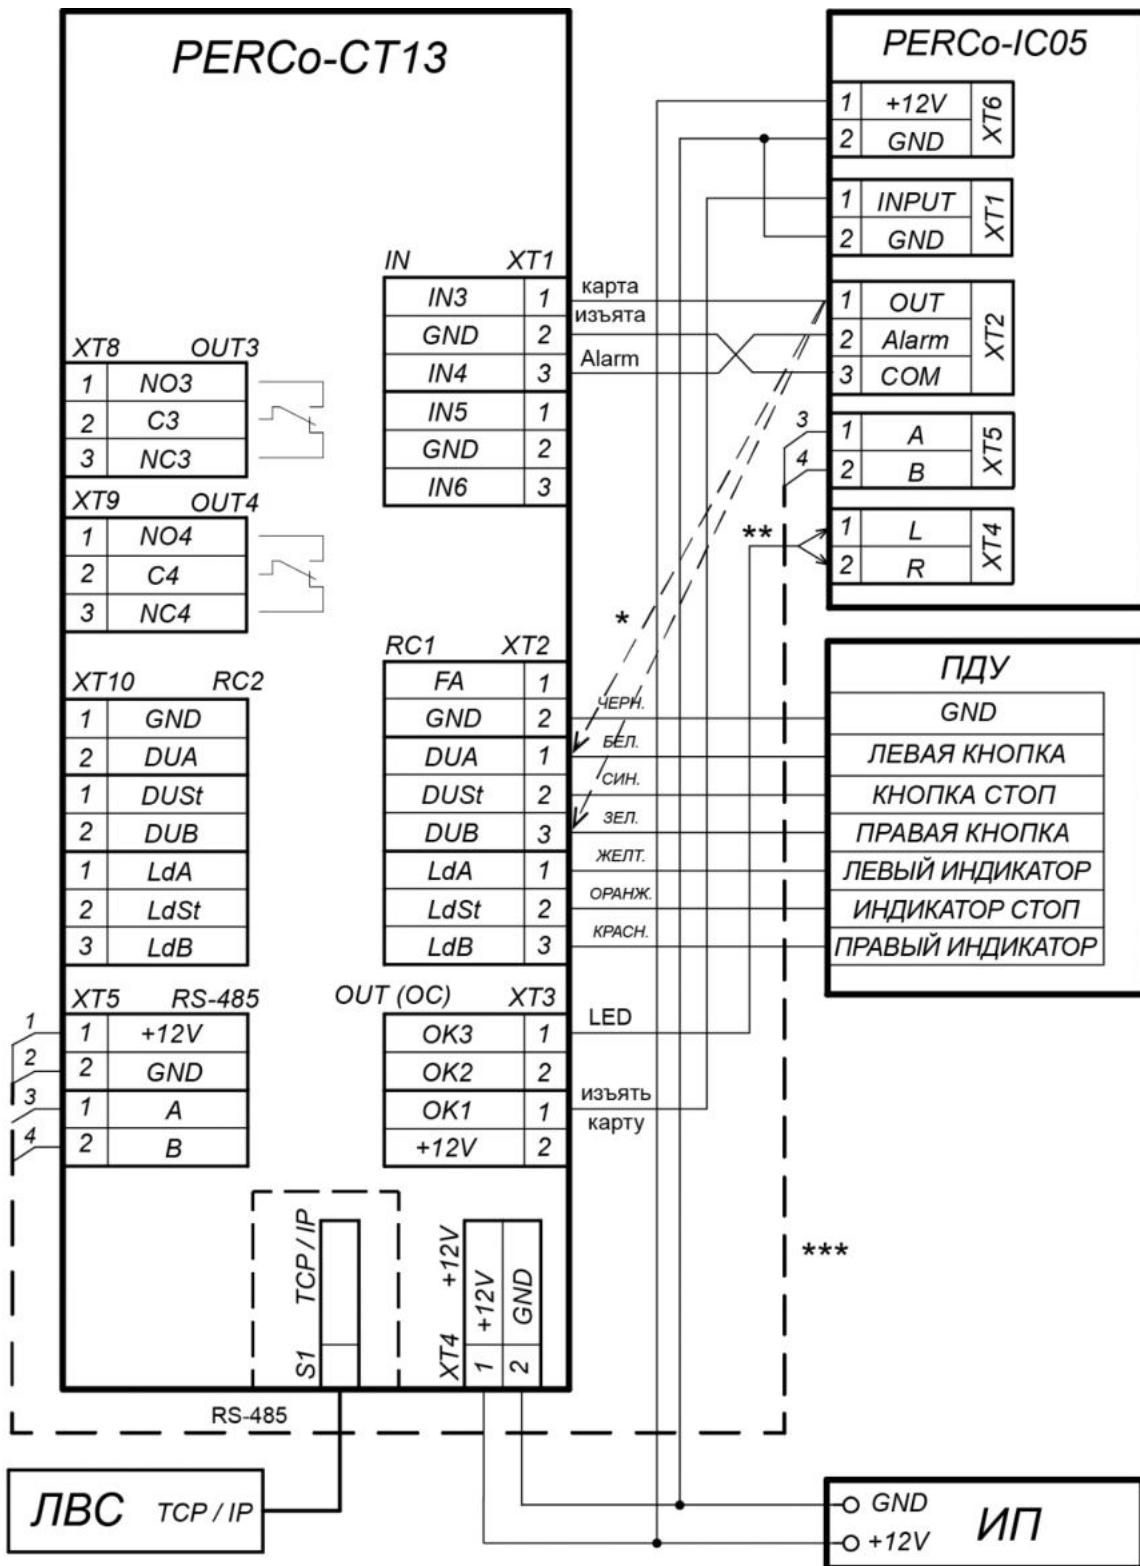 PERCo-CT13
PERCo-IC05
1 +12V XT6
2 GND
1 INPUT XT1
2 GND
1 OUT XT2
2 Alarm
3 COM
3 1 A XT5
4 2 B
** 1 L XT4
2 R
IN XT1
IN3 1 карта
изъята
GND 2
IN4 3 Alarm
IN5 1
GND 2
IN6 3
XT8 OUT3
1 NO3
2 C3
3 NC3
XT9 OUT4
1 NO4
2 C4
3 NC4
*
XT10 RC2
1 GND
2 DUA
1 DUSt
2 DUB
1 LdA
2 LdSt
3 LdB
RC1 XT2
FA 1
GND 2 ЧЕРН.
DUA 1 БЕЛ.
DUSt 2 СИН.
DUB 3 ЗЕЛ.
LdA 1 ЖЕЛТ.
LdSt 2 ОРАНЖ.
LdB 3 КРАСН.
ПДУ
GND
ЛЕВАЯ КНОПКА
КНОПКА СТОП
ПРАВАЯ КНОПКА
ЛЕВЫЙ ИНДИКАТОР
ИНДИКАТОР СТОП
ПРАВЫЙ ИНДИКАТОР
XT5 RS-485
1 1 +12V
2 2 GND
3 1 A
4 2 B
OUT (OC) XT3
OK3 1 LED
OK2 2
OK1 1 изъять
карту
+12V 2
S1 TCP / IP
XT4 +12V
1 +12V
2 GND
***
RS-485
ЛВС TCP / IP
GND ИП
+12V